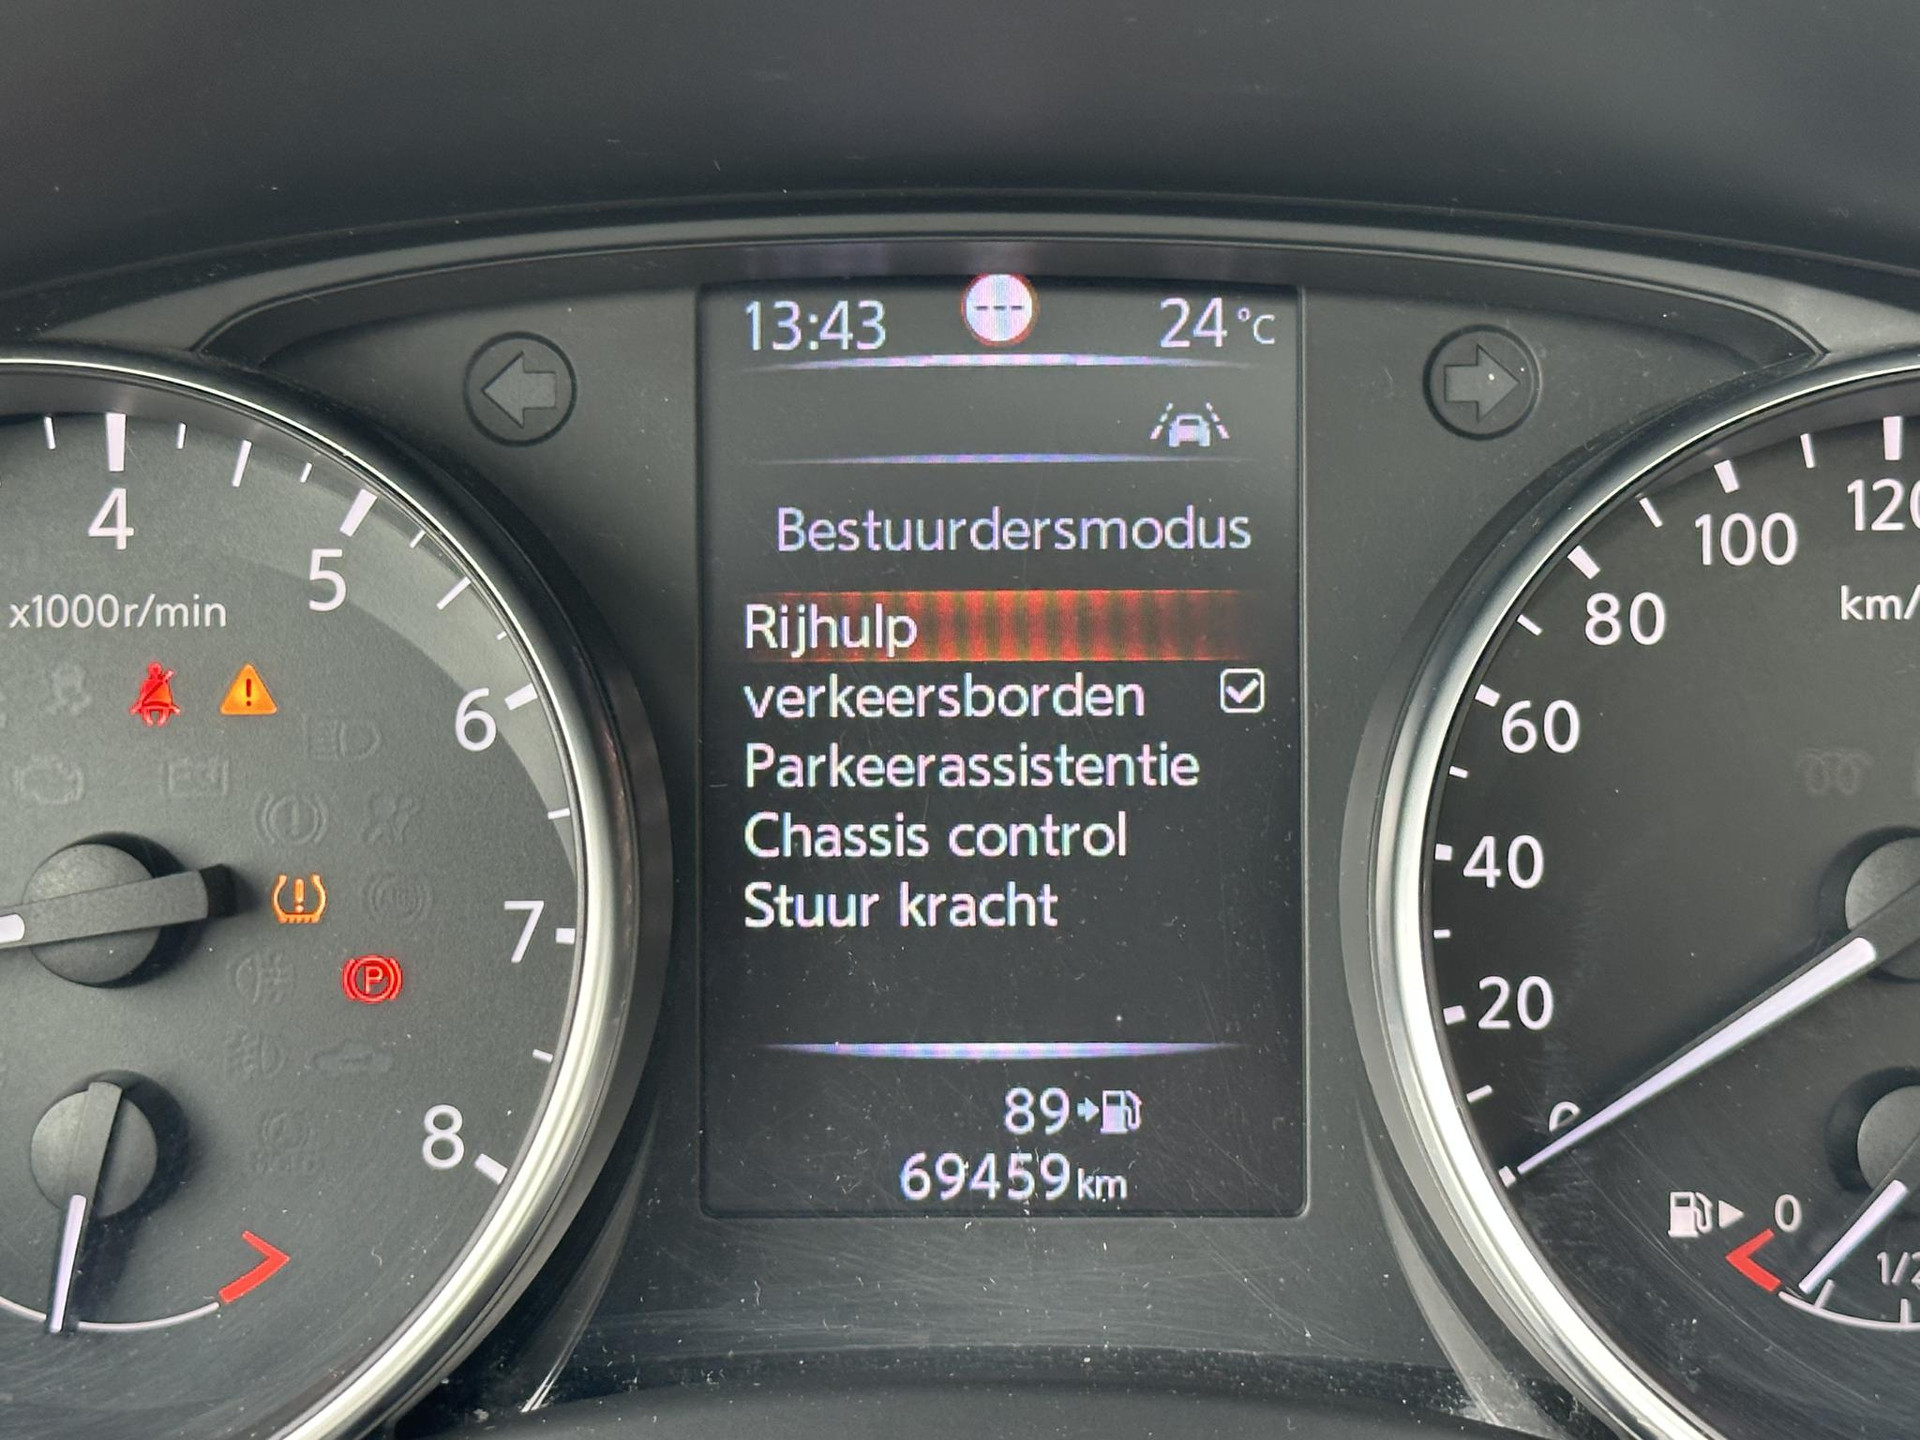 13:43 24°C
Bestuurdersmodus
Rijhulp
verkeersborden
Parkeerassistentie
Chassis control
Stuur kracht
89
69459km
4
5
6
7
8
x1000r/min
P
120
100
80
60
40
20
0
km/
0
1/2